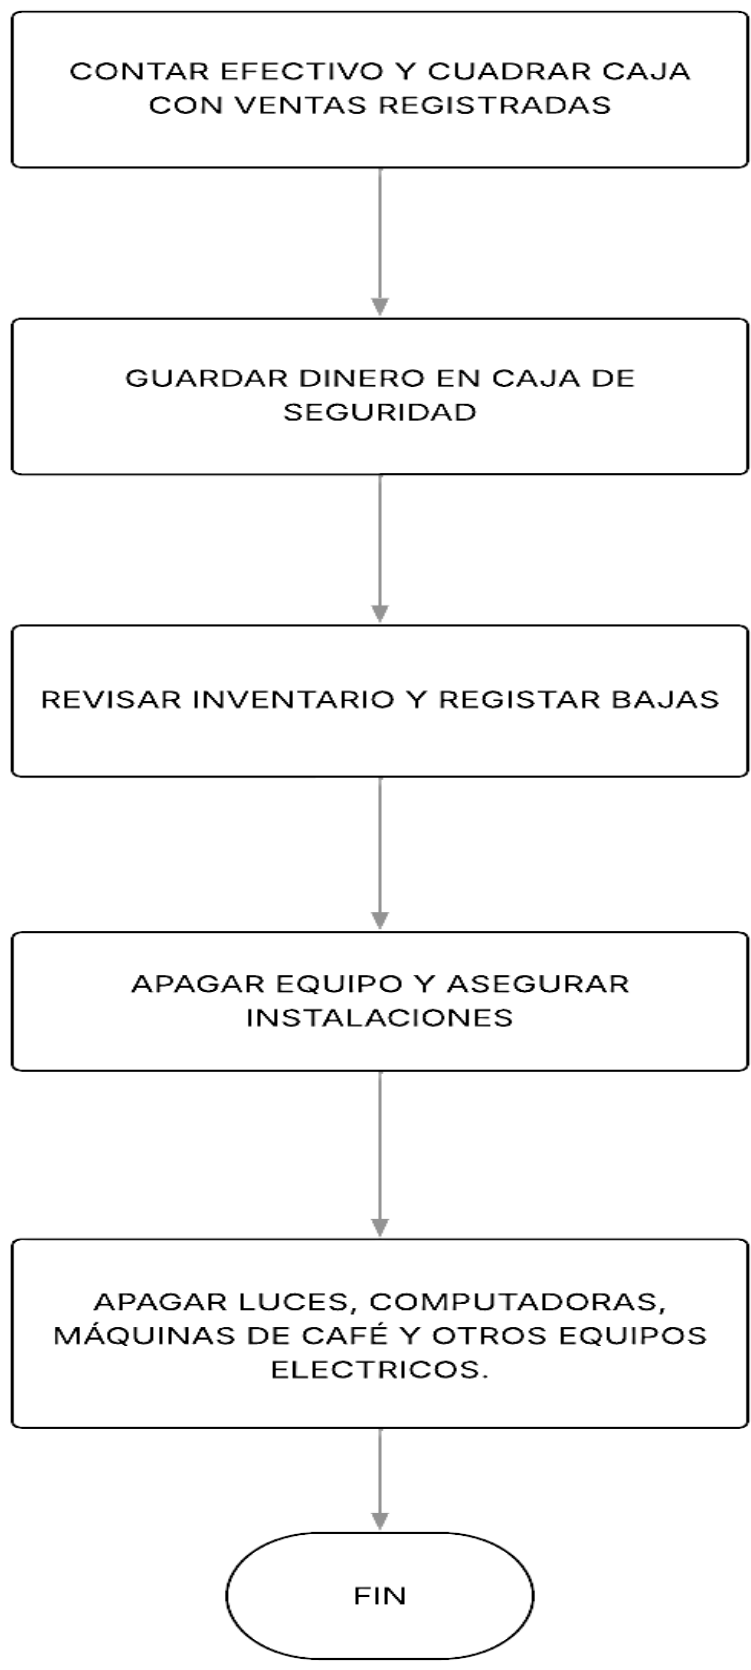 CONTAR EFECTIVO Y CUADRAR CAJA
CON VENTAS REGISTRADAS
GUARDAR DINERO EN CAJA DE
SEGURIDAD
REVISAR INVENTARIO Y REGISTAR BAJAS
APAGAR EQUIPO Y ASEGURAR
INSTALACIONES
APAGAR LUCES, COMPUTADORAS,
MÁQUINAS DE CAFÉ Y OTROS EQUIPOS
ELECTRICOS.
FIN